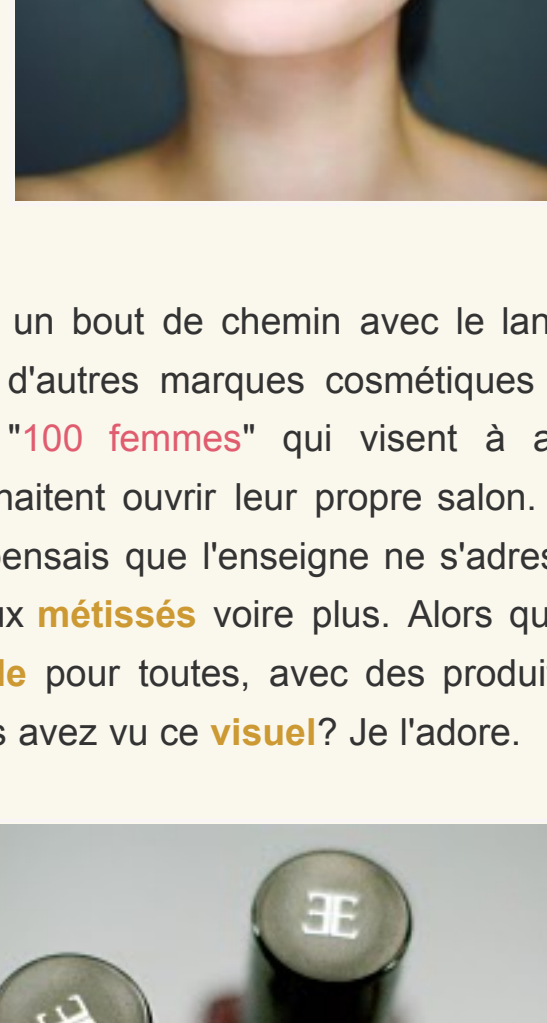 un bout de chemin avec le lan
d'autres marques cosmétiques
"100 femmes" qui visent à a
haitent ouvrir leur propre salon.
ensais que l'enseigne ne s'adres
ux métissés voire plus. Alors qu
le pour toutes, avec des produit
s avez vu ce visuel? Je l'adore.